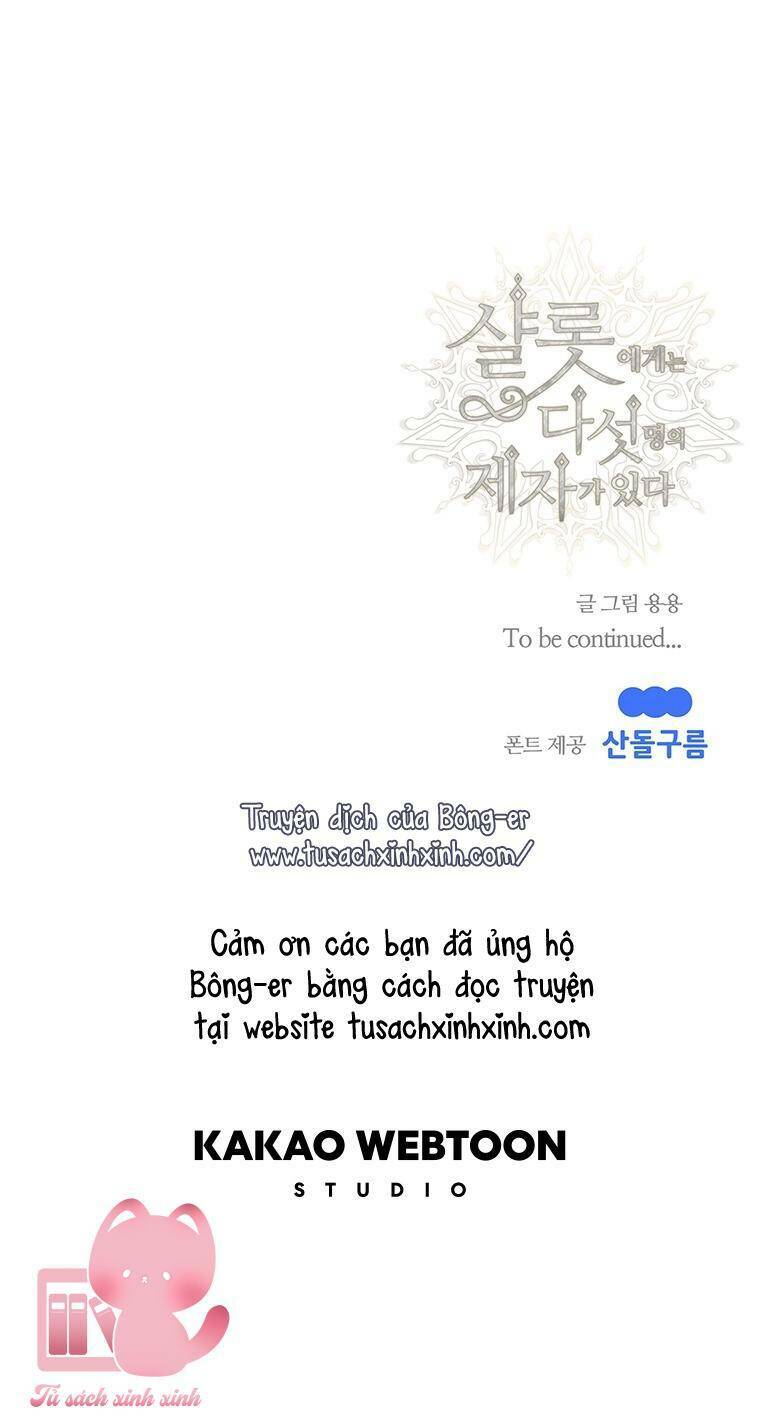 샬롯에게는
다섯명의
제자가 있다
글 그림 용용
To be continued...
폰트 제공 산돌구름
Truyện dịch của Bông-er
www.tusachxinhxinh.com/
Cảm ơn các bạn đã ủng hộ
Bông-er bằng cách đọc truyện
tại website tusachxinhxinh.com
KAKAO WEBTOON
STUDIO
Tủ sách xinh xinh